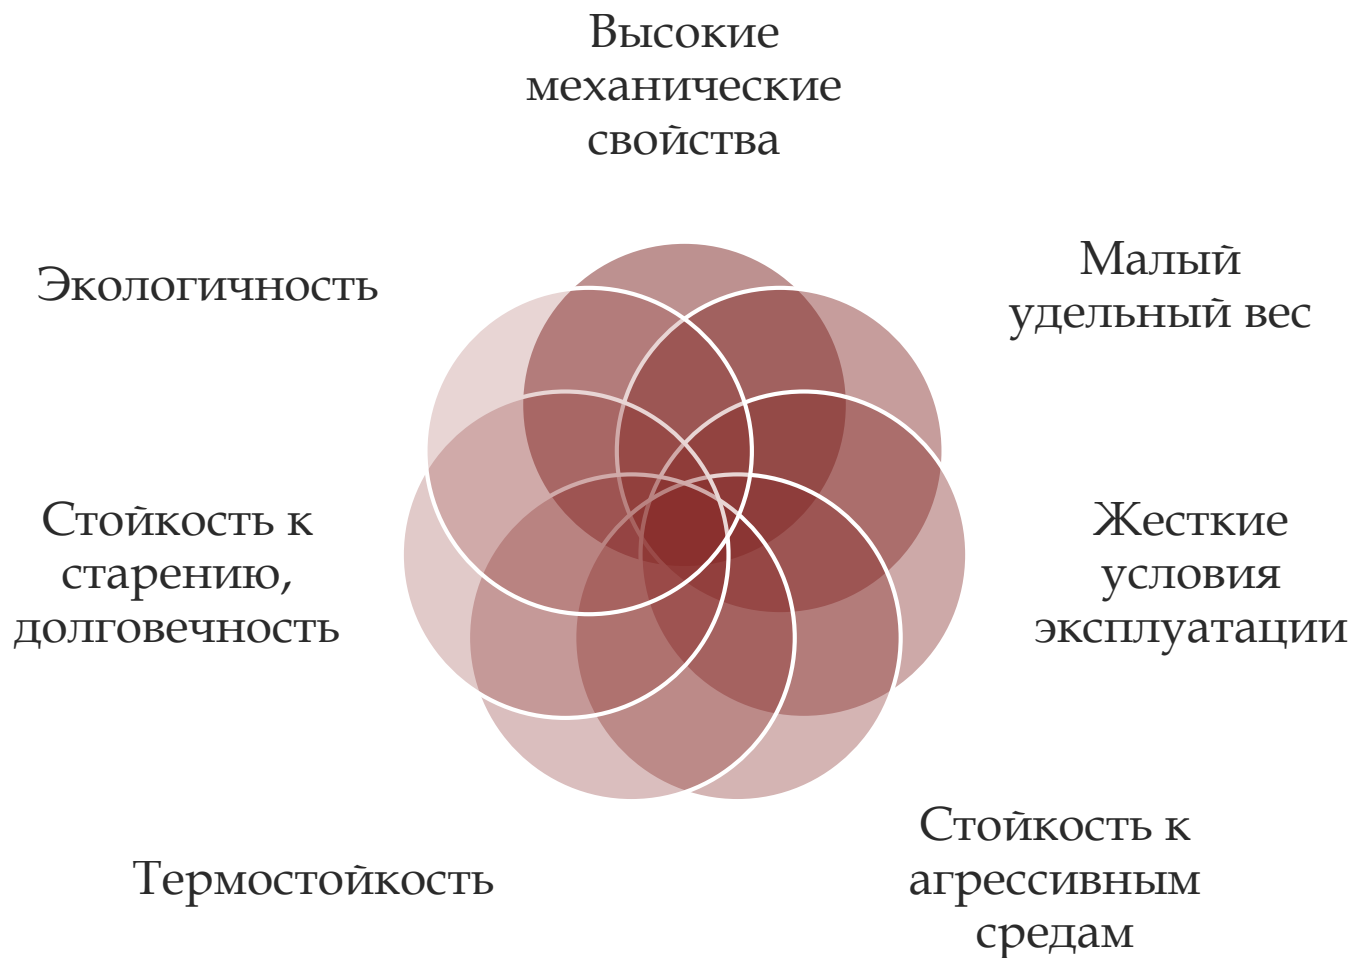 Высокие
механические
свойства
Малый
удельный вес
Жесткие
условия
эксплуатации
Стойкость к
агрессивным
средам
Термостойкость
Стойкость к
старению,
долговечность
Экологичность